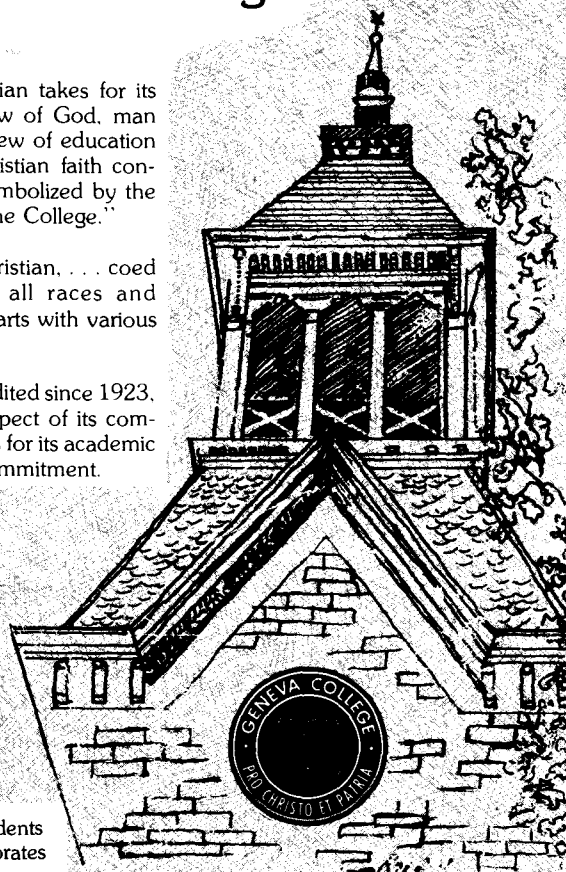 g
ian takes for its
w of God, man
ew of education
istian faith con-
mbolized by the
ne College."
ristian, . . . coed
all races and
arts with various
dited since 1923,
spect of its com-
s for its academic
mmitment.
GENEVA COLLEGE
PRO CHRISTO ET PATRIA
dents
orates